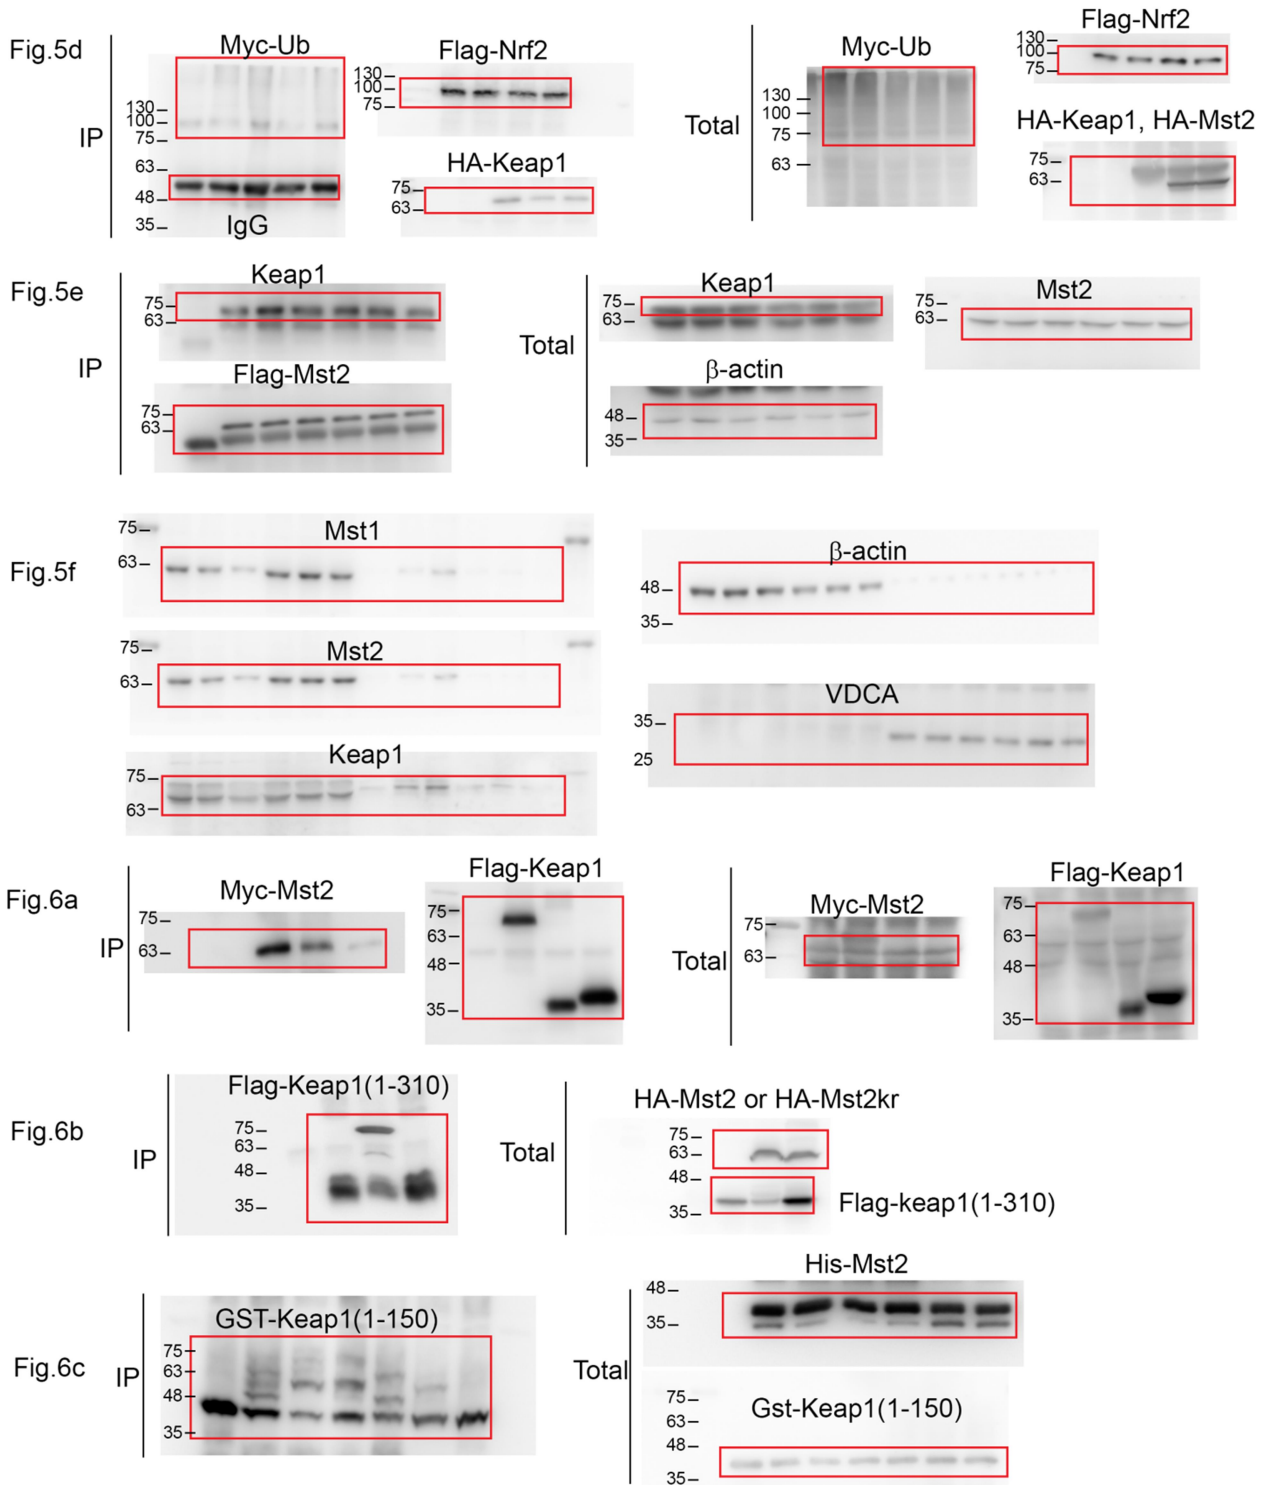 Fig.5d
IP
Myc-Ub
130
100
75
63
48
35
IgG
Flag-Nrf2
130
100
75
HA-Keap1
75
63
Total
Myc-Ub
130
100
75
63
Flag-Nrf2
130
100
75
HA-Keap1, HA-Mst2
75
63
Fig.5e
IP
Keap1
75
63
Flag-Mst2
75
63
Total
Keap1
75
63
β-actin
48
35
Mst2
75
63
Fig.5f
Mst1
75
63
Mst2
75
63
Keap1
75
63
β-actin
48
35
VDCA
35
25
Fig.6a
IP
Myc-Mst2
75
63
Flag-Keap1
75
63
48
35
Total
Myc-Mst2
75
63
Flag-Keap1
75
63
48
35
Fig.6b
IP
Flag-Keap1(1-310)
75
63
48
35
Total
HA-Mst2 or HA-Mst2kr
75
63
48
35
Flag-keap1(1-310)
Fig.6c
IP
GST-Keap1(1-150)
75
63
48
35
Total
His-Mst2
48
35
Gst-Keap1(1-150)
75
63
48
35